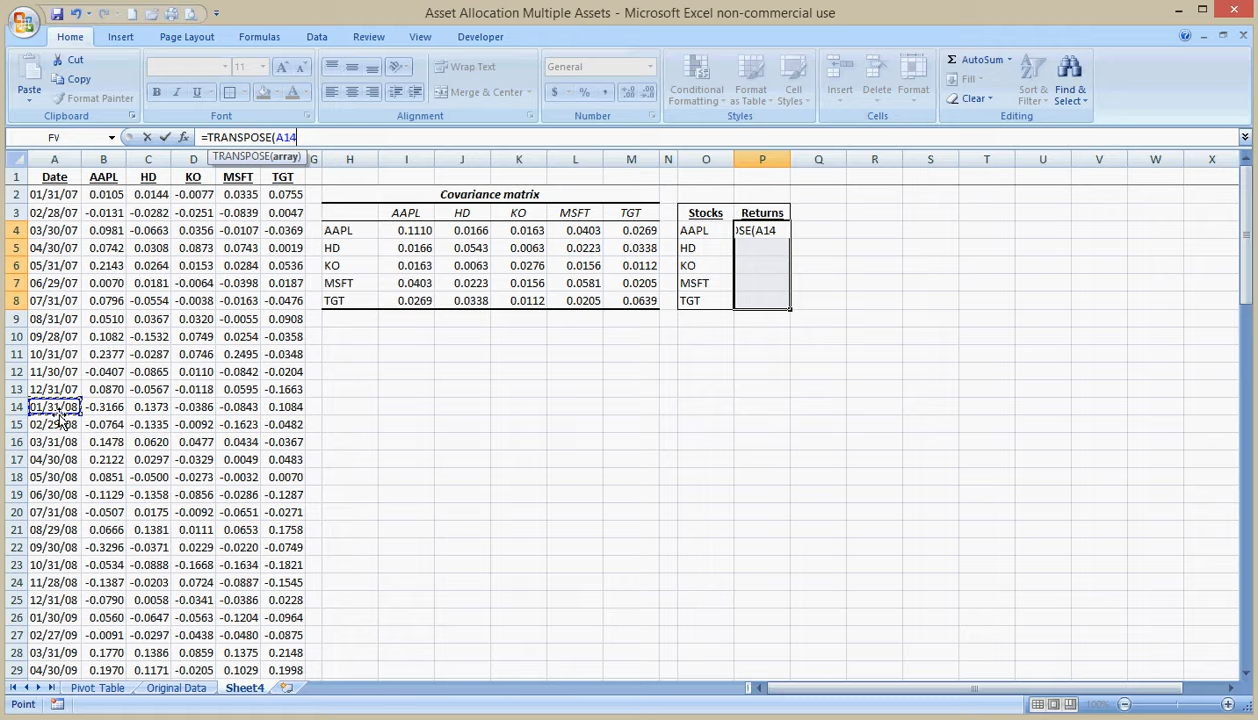 Asset Allocation Multiple Assets - Microsoft Excel non-commercial use
Home Insert Page Layout Formulas Data Review View Developer
Paste
Cut
Copy
Format Painter
Clipboard
11
Font
Wrap Text
Merge & Center
Alignment
General
Number
Conditional Formatting
Format as Table
Cell Styles
Styles
Insert
Delete
Format
Cells
AutoSum
Fill
Clear
Sort & Filter
Find & Select
Editing
FV =TRANSPOSE(A14
TRANSPOSE(array)
A B C D G H I J K L M N O P Q R S T U V W X
1 Date AAPL HD KO MSFT TGT
2 01/31/07 0.0105 0.0144 -0.0077 0.0335 0.0755 Covariance matrix
3 02/28/07 -0.0131 -0.0282 -0.0251 -0.0839 0.0047 AAPL HD KO MSFT TGT Stocks Returns
4 03/30/07 0.0981 -0.0663 0.0356 -0.0107 -0.0369 AAPL 0.1110 0.0166 0.0163 0.0403 0.0269 AAPL OSE(A14
5 04/30/07 0.0742 0.0308 0.0873 0.0743 0.0019 HD 0.0166 0.0543 0.0063 0.0223 0.0338 HD
6 05/31/07 0.2143 0.0264 0.0153 0.0284 0.0536 KO 0.0163 0.0063 0.0276 0.0156 0.0112 KO
7 06/29/07 0.0070 0.0181 -0.0064 -0.0398 0.0187 MSFT 0.0403 0.0223 0.0156 0.0581 0.0205 MSFT
8 07/31/07 0.0796 -0.0554 -0.0038 -0.0163 -0.0476 TGT 0.0269 0.0338 0.0112 0.0205 0.0639 TGT
9 08/31/07 0.0510 0.0367 0.0320 -0.0055 0.0908
10 09/28/07 0.1082 -0.1532 0.0749 0.0254 -0.0358
11 10/31/07 0.2377 -0.0287 0.0746 0.2495 -0.0348
12 11/30/07 -0.0407 -0.0865 0.0110 -0.0842 -0.0204
13 12/31/07 0.0870 -0.0567 -0.0118 0.0595 -0.1663
14 01/31/08 -0.3166 0.1373 -0.0386 -0.0843 0.1084
15 02/29/08 -0.0764 -0.1335 -0.0092 -0.1623 -0.0482
16 03/31/08 0.1478 0.0620 0.0477 0.0434 -0.0367
17 04/30/08 0.2122 0.0297 -0.0329 0.0049 0.0483
18 05/30/08 0.0851 -0.0500 -0.0273 -0.0032 0.0070
19 06/30/08 -0.1129 -0.1358 -0.0856 -0.0286 -0.1287
20 07/31/08 -0.0507 0.0175 -0.0092 -0.0651 -0.0271
21 08/29/08 0.0666 0.1381 0.0111 0.0653 0.1758
22 09/30/08 -0.3296 -0.0371 0.0229 -0.0220 -0.0749
23 10/31/08 -0.0534 -0.0888 -0.1668 -0.1634 -0.1821
24 11/28/08 -0.1387 -0.0203 0.0724 -0.0887 -0.1545
25 12/31/08 -0.0790 0.0058 -0.0341 -0.0386 0.0228
26 01/30/09 0.0560 -0.0647 -0.0563 -0.1204 -0.0964
27 02/27/09 -0.0091 -0.0297 -0.0438 -0.0480 -0.0875
28 03/31/09 0.1770 0.1386 0.0859 0.1375 0.2148
29 04/30/09 0.1970 0.1171 -0.0205 0.1029 0.1998
Pivot Table Original Data Sheet4
Point 100%